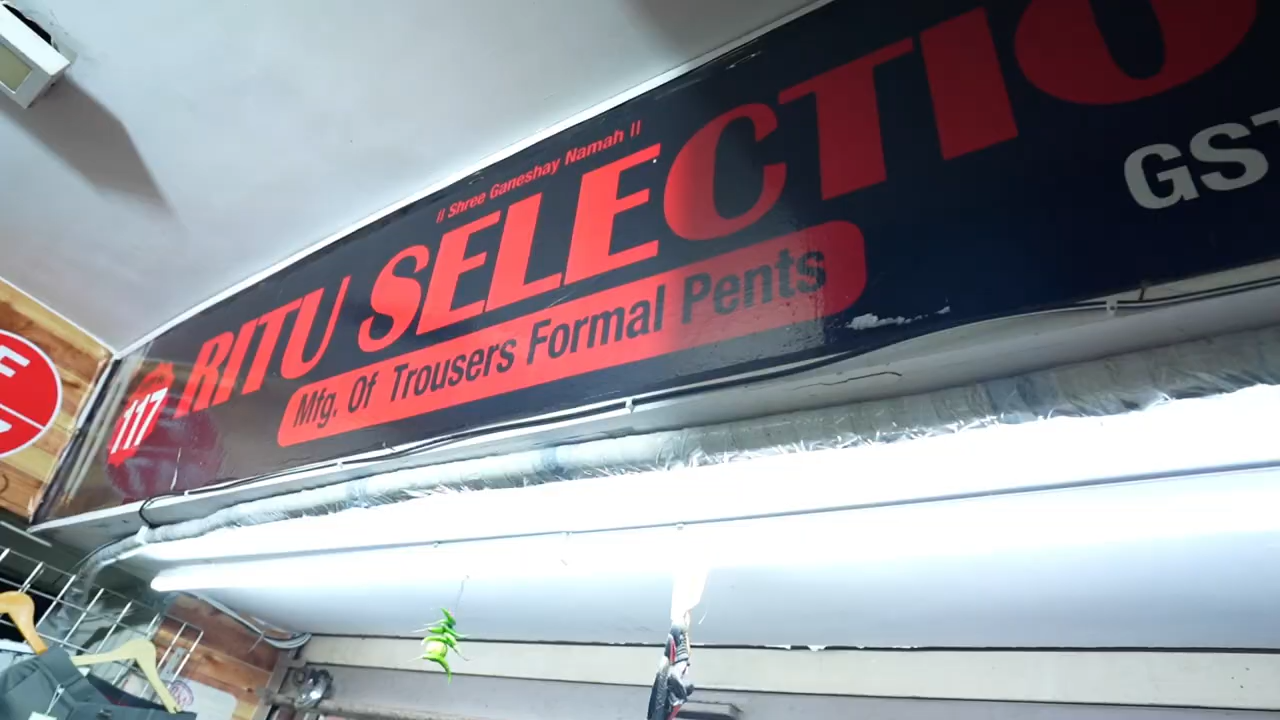 || Shree Ganeshay Namah ||
117
RITU SELECTIO
Mfg. Of Trousers Formal Pents
GST
F